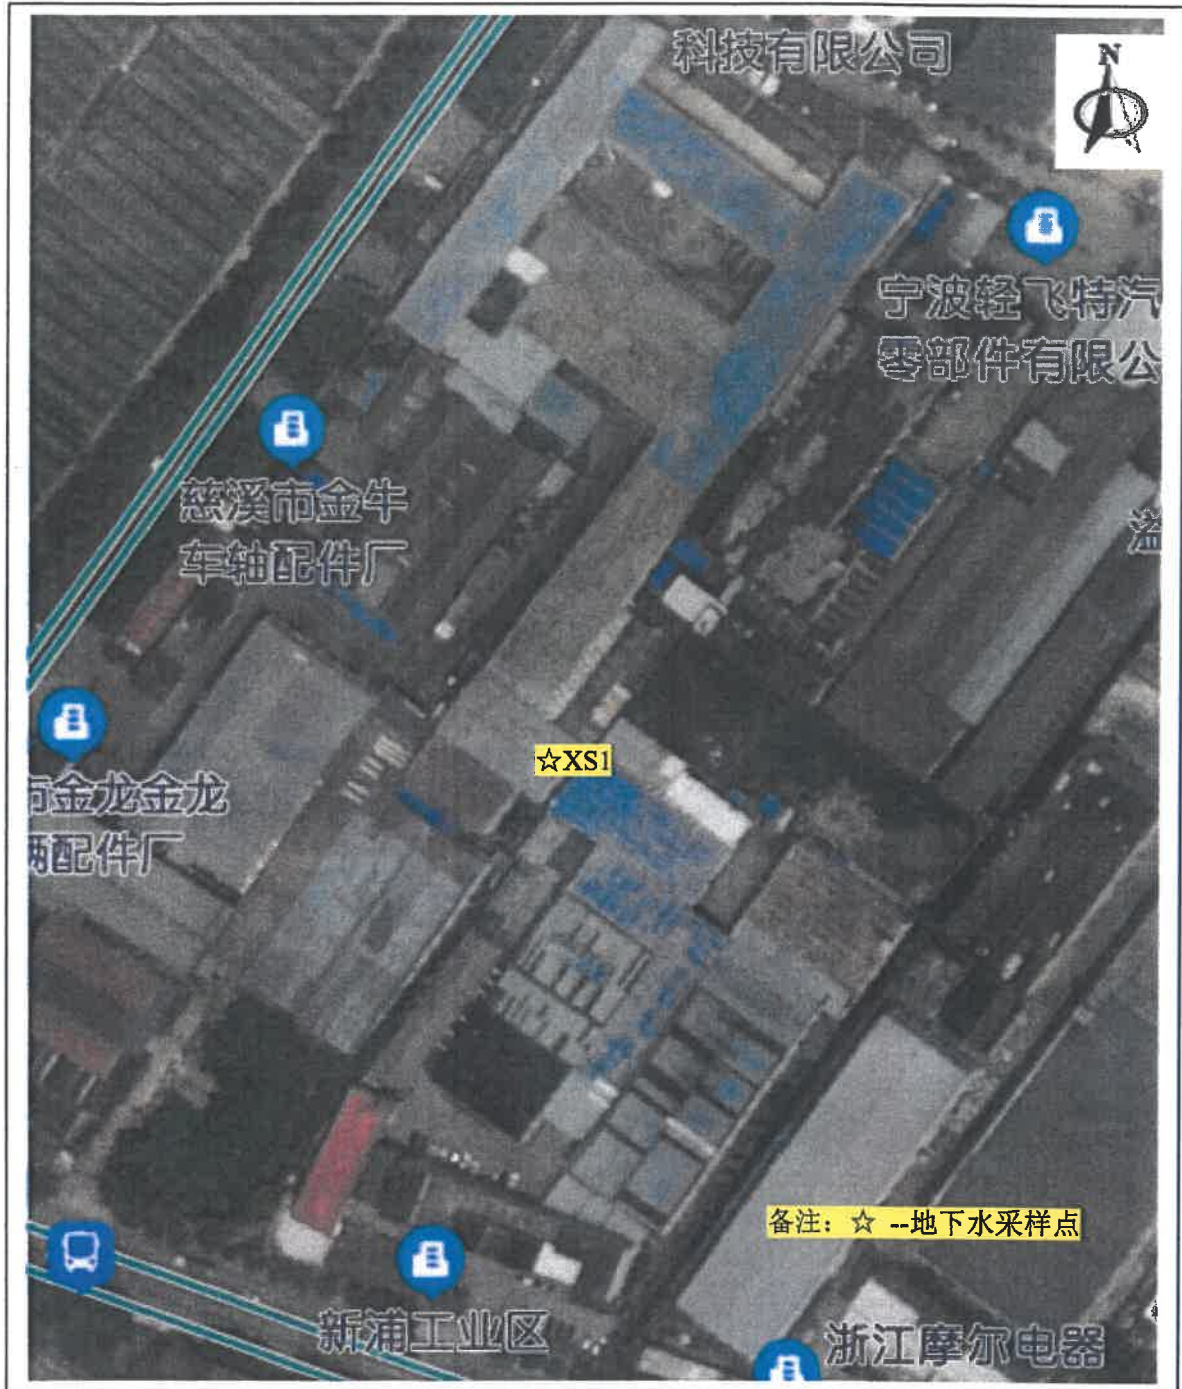 科技有限公司
N
宁波轻飞特汽
零部件有限公
慈溪市金牛
车轴配件厂
溢
市金龙金龙
辆配件厂
☆XS1
备注：☆ --地下水采样点
新浦工业区
浙江摩尔电器